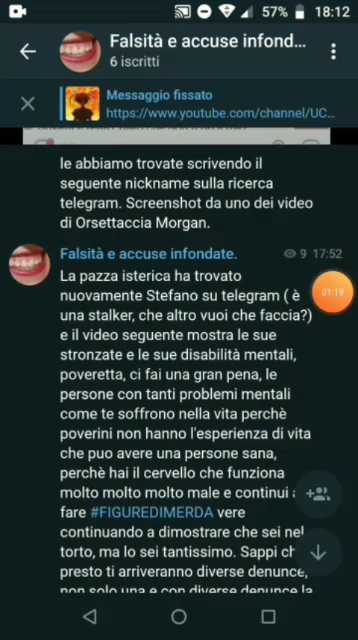 57% 18:12
Falsità e accuse infond...
6 iscritti
Messaggio fissato
https://www.youtube.com/channel/UC...
le abbiamo trovate scrivendo il
seguente nickname sulla ricerca
telegram. Screenshot da uno dei video
di Orsettaccia Morgan.
Falsità e accuse infondate.
9 17:52
La pazza isterica ha trovato
nuovamente Stefano su telegram ( è
una stalker, che altro vuoi che faccia?)
01:19
e il video seguente mostra le sue
stronzate e le sue disabilità mentali,
poveretta, ci fai una gran pena, le
persone con tanti problemi mentali
come te soffrono nella vita perchè
poverini non hanno l'esperienza di vita
che puo avere una persona sana,
perchè hai il cervello che funziona
molto molto molto male e continui
fare #FIGUREDIMERDA vere
continuando a dimostrare che sei nel
torto, ma lo sei tantissimo. Sappi
presto ti arriveranno diverse denunce,
non solo una e con diverse denunce la